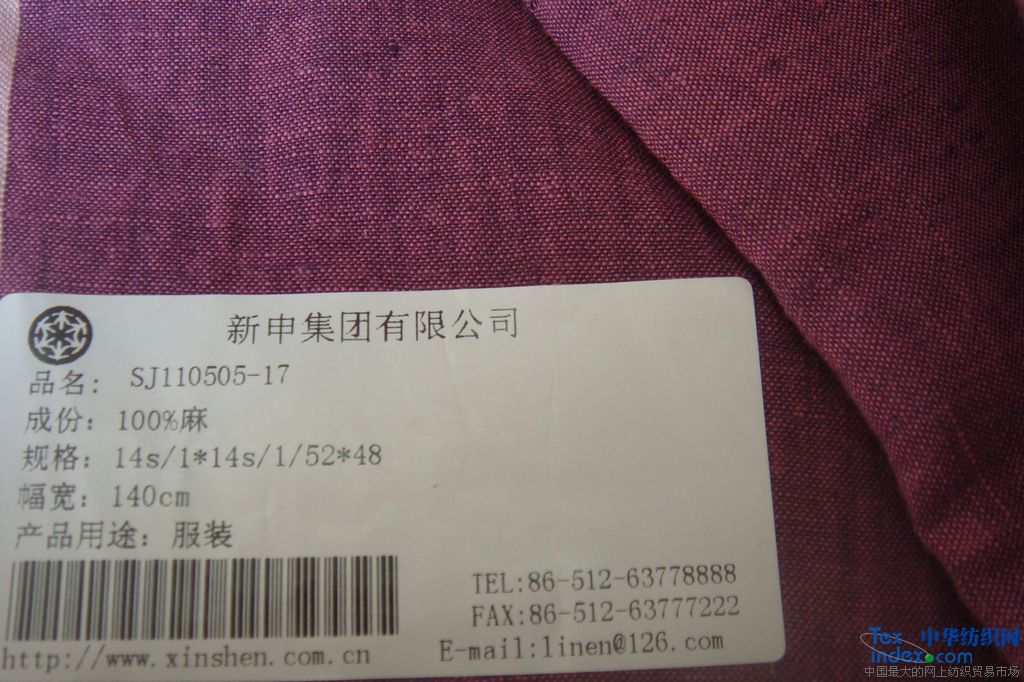 新申集团有限公司
品名: SJ110505-17
成份: 100%麻
规格: 14s/1*14s/1/52*48
幅宽: 140cm
产品用途: 服装
TEL:86-512-63778888
FAX:86-512-63777222
http://www.xinshen.com.cn
E-mail:linen@126.com
Tex 中华纺织网
Index.com
中国最大的网上纺织贸易市场